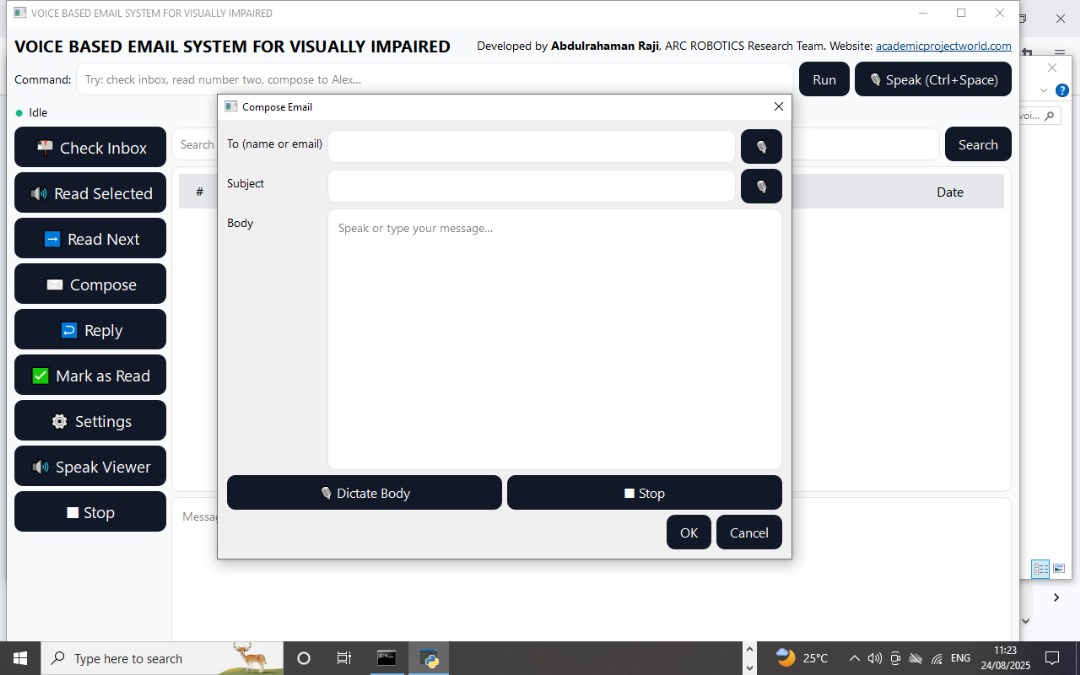 VOICE BASED EMAIL SYSTEM FOR VISUALLY IMPAIRED
VOICE BASED EMAIL SYSTEM FOR VISUALLY IMPAIRED
Developed by Abdulrahaman Raji, ARC ROBOTICS Research Team. Website: academicprojectworld.com
Command:
Try: check inbox, read number two, compose to Alex...
Run
Speak (Ctrl+Space)
Idle
Check Inbox
Read Selected
Read Next
Compose
Reply
Mark as Read
Settings
Speak Viewer
Stop
Search
Search
#
Date
Compose Email
To (name or email)
Subject
Body
Speak or type your message...
Dictate Body
Stop
OK
Cancel
Type here to search
25°C
ENG
11:23
24/08/2025